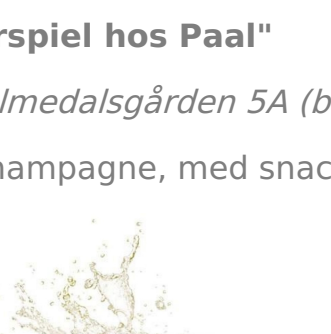 rspiel hos Paal"
lmedalsgården 5A (b
hampagne, med snac